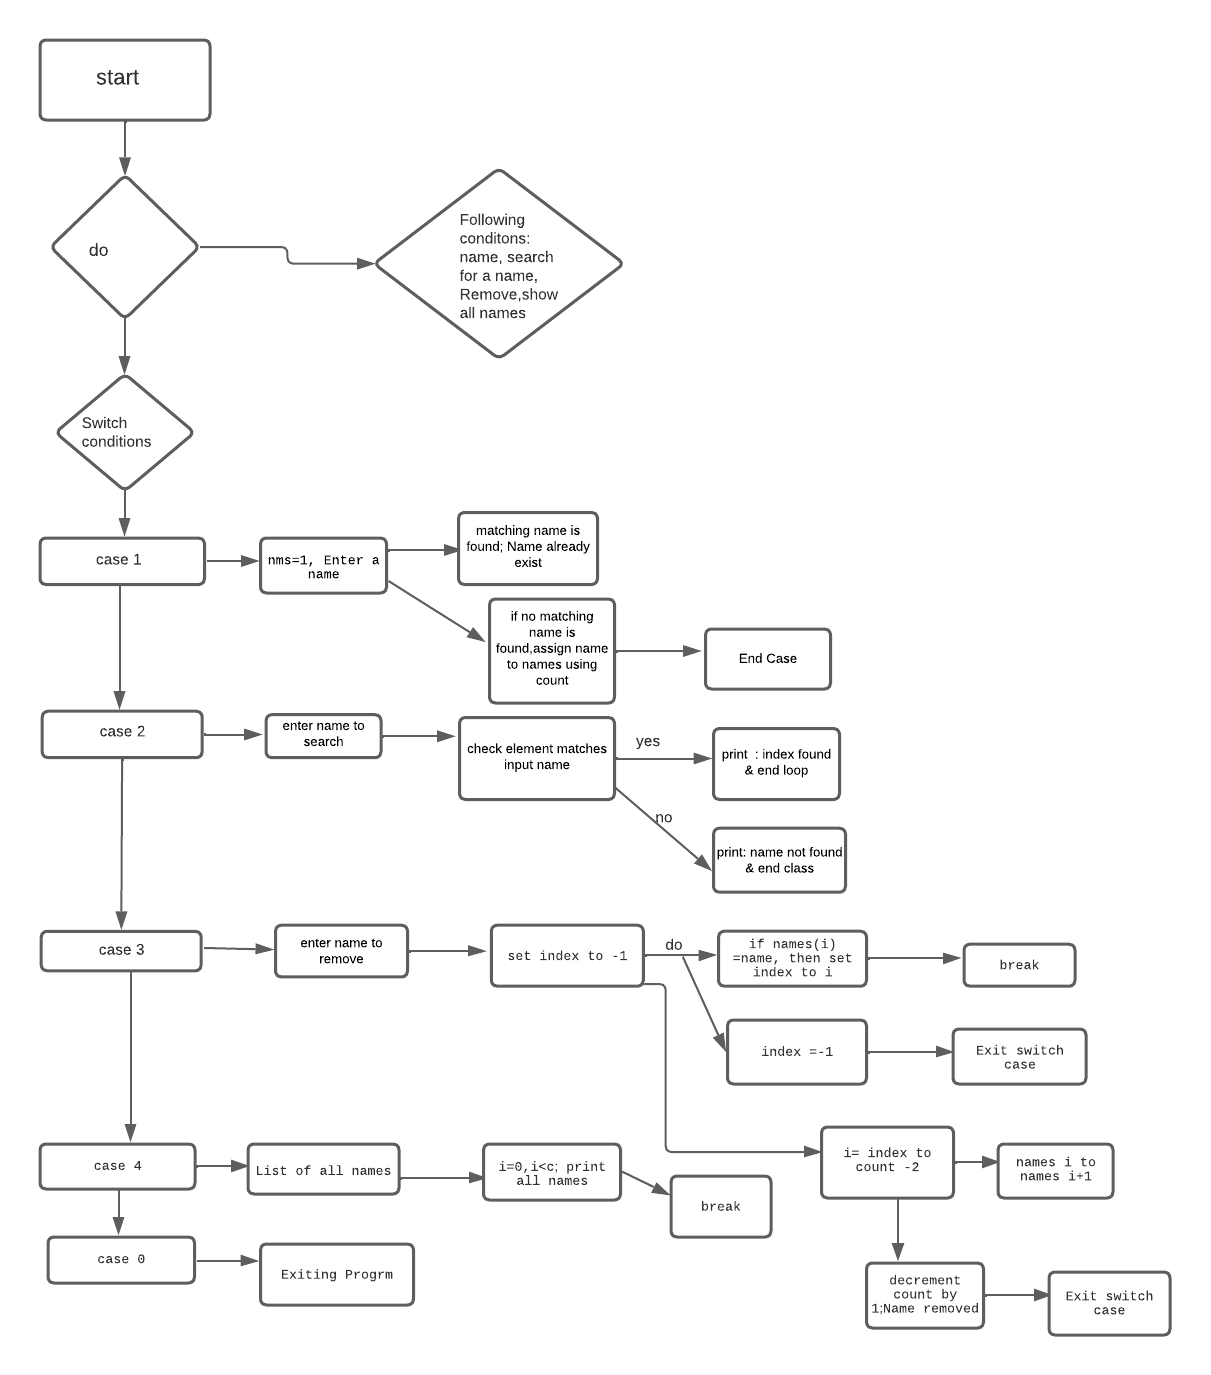 start
do
Following
conditons:
name, search
for a name,
Remove,show
all names
Switch
conditions
case 1
nms=1, Enter a
name
matching name is
found; Name already
exist
if no matching
name is
found,assign name
to names using
count
End Case
case 2
enter name to
search
check element matches
input name
yes
print : index found
& end loop
no
print: name not found
& end class
case 3
enter name to
remove
set index to -1
do
if names(i)
=name, then set
index to i
break
index =-1
Exit switch
case
case 4
List of all names
i=0,i<c; print
all names
break
i= index to
count -2
names i to
names i+1
case 0
Exiting Progrm
decrement
count by
1;Name removed
Exit switch
case